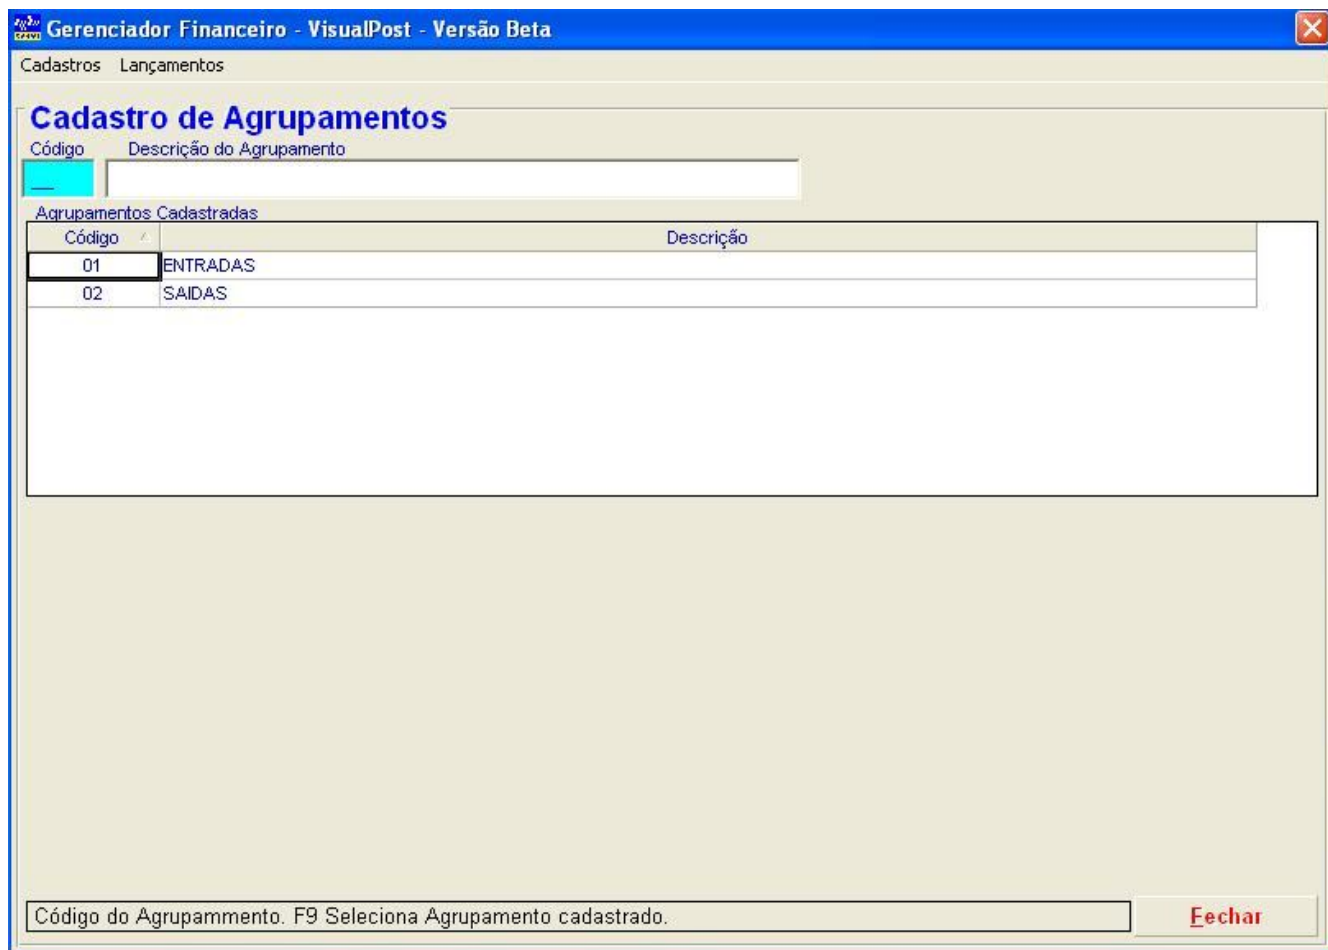 Gerenciador Financeiro - VisualPost - Versão Beta
Cadastros Lançamentos
Cadastro de Agrupamentos
Código Descrição do Agrupamento
Agrupamentos Cadastradas
Código Descrição
01 ENTRADAS
02 SAIDAS
Código do Agrupammento. F9 Seleciona Agrupamento cadastrado.
Fechar